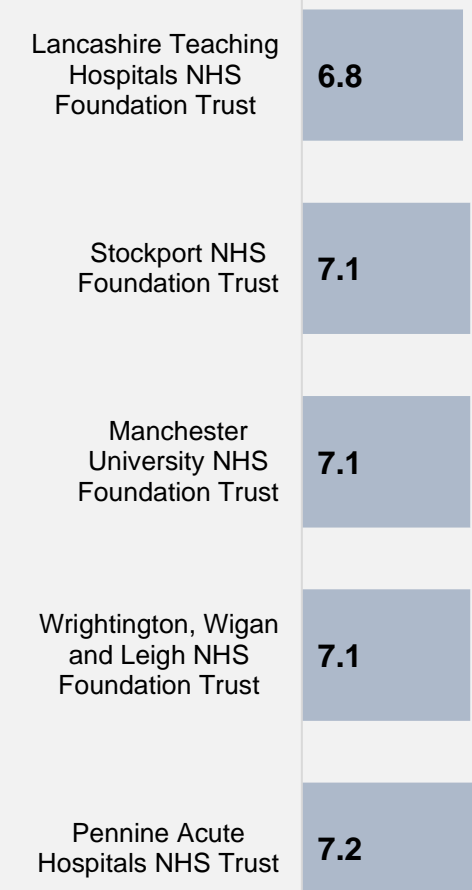 Lancashire Teaching
Hospitals NHS
Foundation Trust
6.8
Stockport NHS
Foundation Trust
7.1
Manchester
University NHS
Foundation Trust
7.1
Wrightington, Wigan
and Leigh NHS
Foundation Trust
7.1
Pennine Acute
Hospitals NHS Trust
7.2